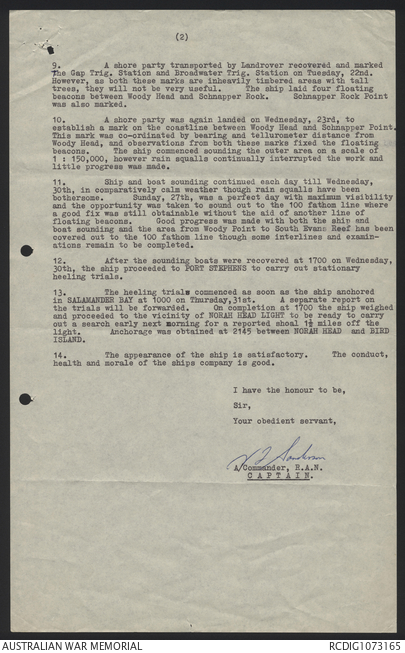 (2)
9. A shore party transported by Landrover recovered and marked
The Gap Trig. Station and Broadwater Trig. Station on Tuesday, 22nd.
However, as both these marks are inheavily timbered areas with tall
trees, they will not be very useful. The ship laid four floating
beacons between Woody Head and Schnapper Rock. Schnapper Rock Point
was also marked.
10. A shore party was again landed on Wednesday, 23rd, to
establish a mark on the coastline between Woody Head and Schnapper Point.
This mark was co-ordinated by bearing and tellurometer distance from
Woody Head, and observations from both these marks fixed the floating
beacons. The ship commenced sounding the outer area on a scale of
1 : 150,000, however rain squalls continually interrupted the work and
little progress was made.
11. Ship and boat sounding continued each day till Wednesday,
30th, in comparatively calm weather though rain squalls have been
bothersome. Sunday, 27th, was a perfect day with maximum visibility
and the opportunity was taken to sound out to the 100 fathom line where
a good fix was still obtainable without the aid of another line of
floating beacons. Good progress was made with both the ship and
boat sounding and the area from Woody Point to South Evans Reef has been
covered out to the 100 fathom line though some interlines and examin-
ations remain to be completed.
12. After the sounding boats were recovered at 1700 on Wednesday,
30th, the ship proceeded to PORT STEPHENS to carry out stationary
heeling trials.
13. The heeling trials commenced as soon as the ship anchored
in SALAMANDER BAY at 1000 on Thursday,31st. A separate report on
the trials will be forwarded. On completion at 1700 the ship weighed
and proceeded to the vicinity of NORAH HEAD LIGHT to be ready to carry
out a search early next morning for a reported shoal 1½ miles off the
light. Anchorage was obtained at 2145 between NORAH HEAD and BIRD
ISLAND.
14. The appearance of the ship is satisfactory. The conduct,
health and morale of the ships company is good.
I have the honour to be,
Sir,
Your obedient servant,
A/Commander, R.A.N.
CAPTAIN.
AUSTRALIAN WAR MEMORIAL RCDIG1073165